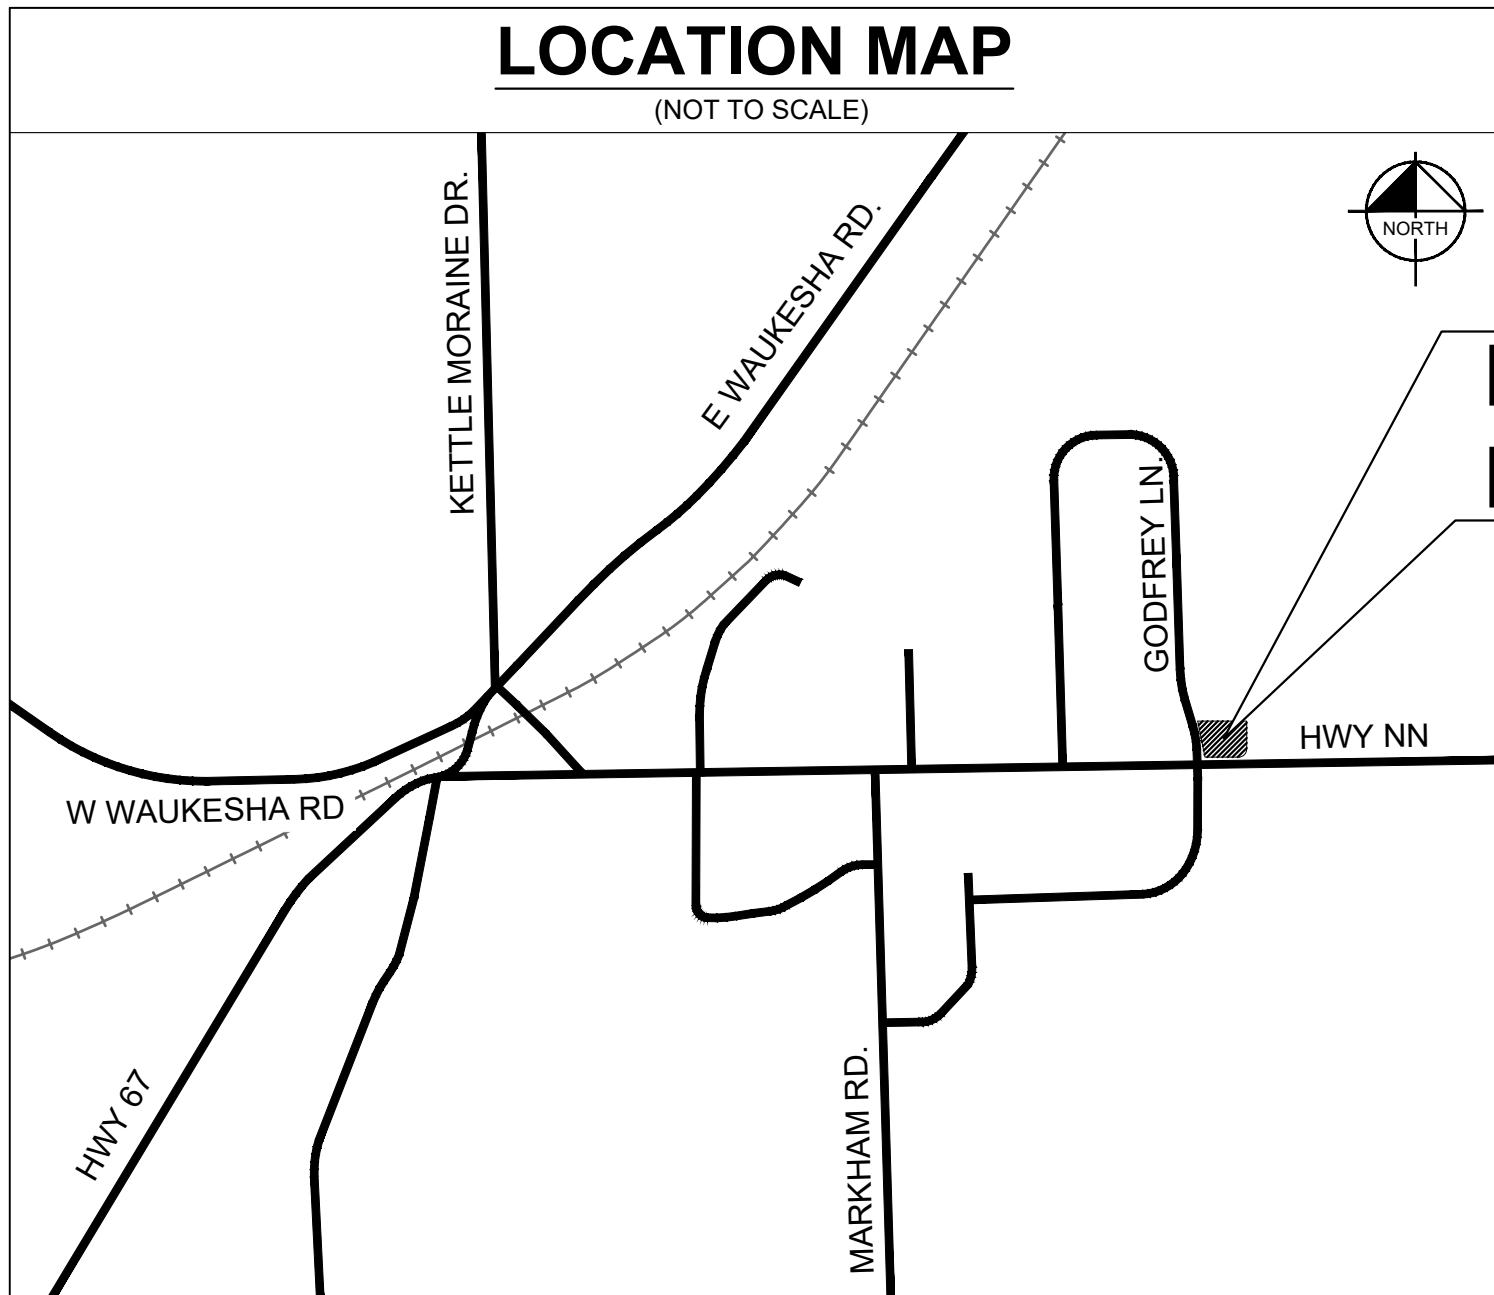 LOCATION MAP
(NOT TO SCALE)
KETTLE MORAINE DR.
E WAUKESHA RD.
NORTH
GODFREY LN.
HWY NN
W WAUKESHA RD
HWY 67
MARKHAM RD.